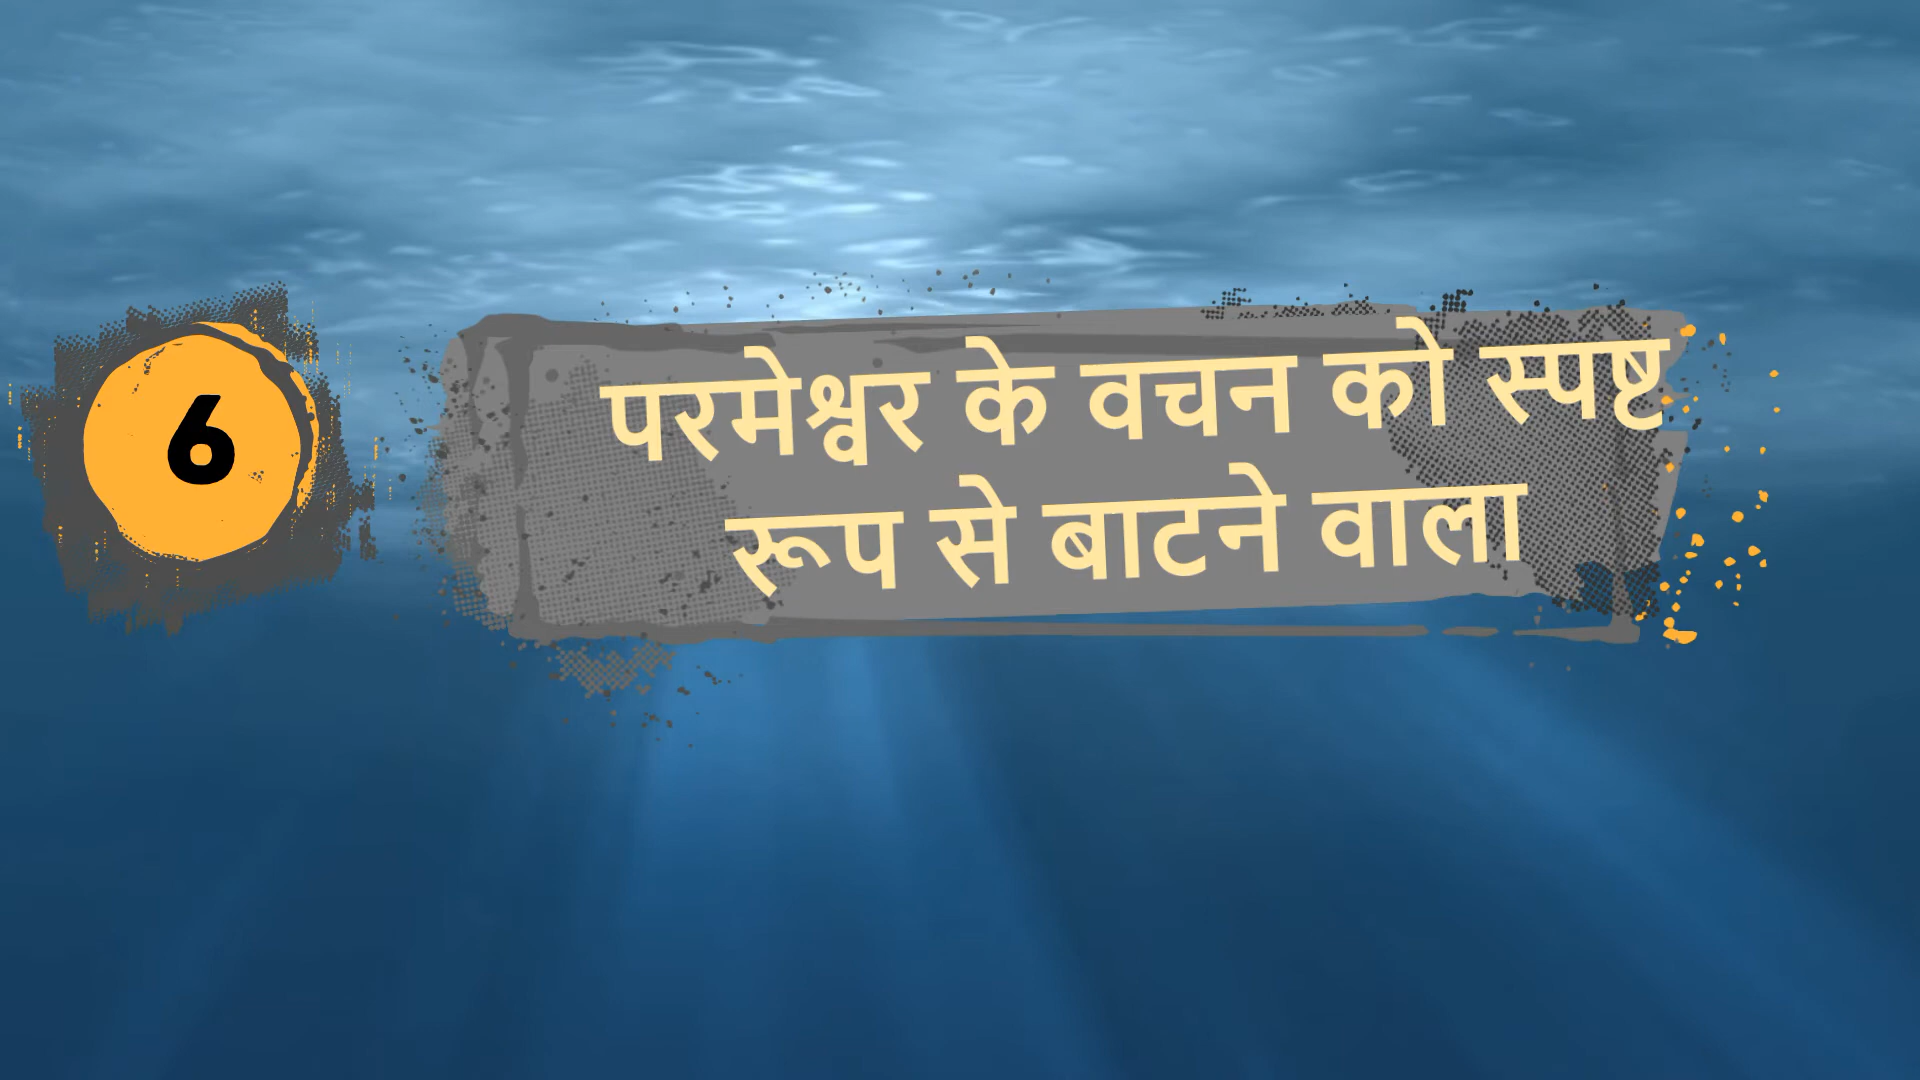 6
परमेश्वर के वचन को स्पष्ट
रूप से बाटने वाला